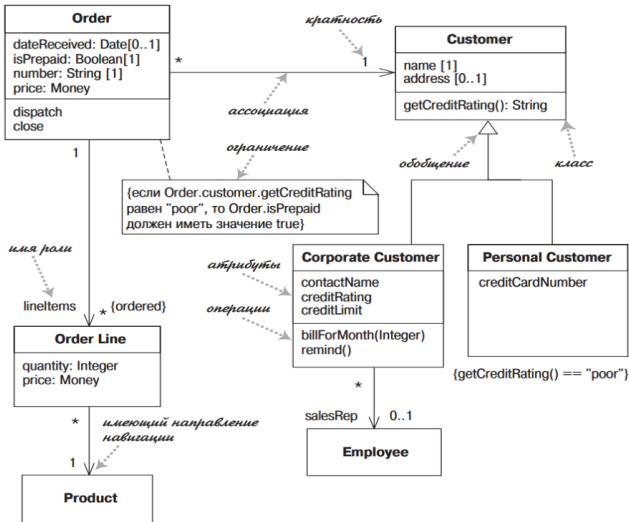 Order
dateReceived: Date[0..1]
isPrepaid: Boolean[1]
number: String [1]
price: Money
dispatch
close
*
1
кратность
ассоциация
Customer
name [1]
address [0..1]
getCreditRating(): String
ограничение
обобщение
класс
1
{если Order.customer.getCreditRating
равен "poor", то Order.isPrepaid
должен иметь значение true}
имя роли
lineItems
*
{ordered}
атрибуты
операции
Corporate Customer
contactName
creditRating
creditLimit
billForMonth(Integer)
remind()
Personal Customer
creditCardNumber
{getCreditRating() == "poor"}
Order Line
quantity: Integer
price: Money
*
имеющий направление
навигации
1
Product
*
salesRep
0..1
Employee